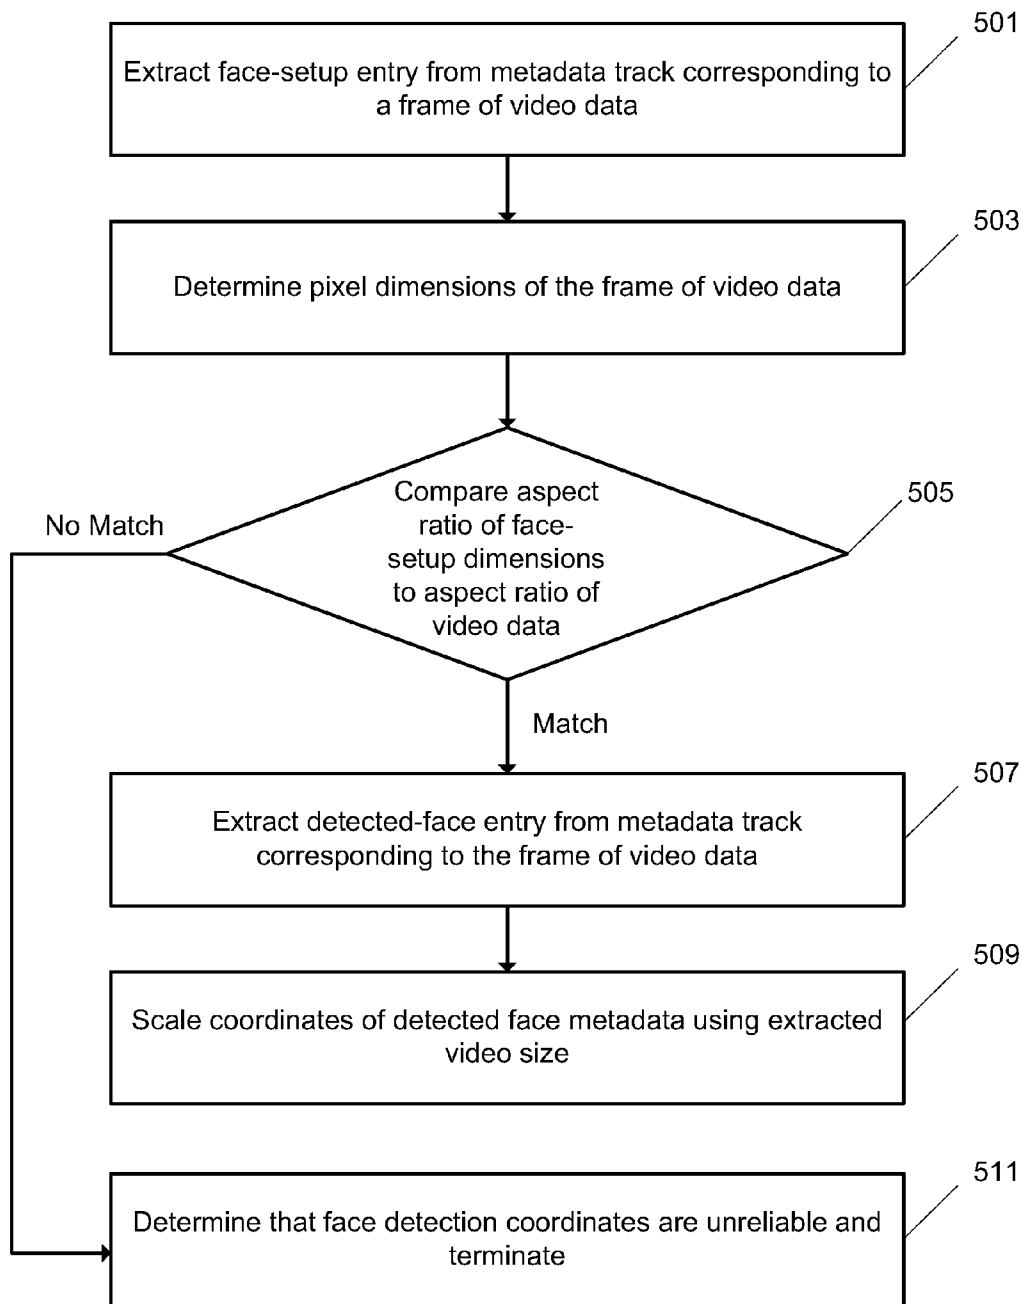 501
Extract face-setup entry from metadata track corresponding to
a frame of video data
503
Determine pixel dimensions of the frame of video data
505
Compare aspect
ratio of face-
setup dimensions
to aspect ratio of
video data
No Match
Match
507
Extract detected-face entry from metadata track
corresponding to the frame of video data
509
Scale coordinates of detected face metadata using extracted
video size
511
Determine that face detection coordinates are unreliable and
terminate